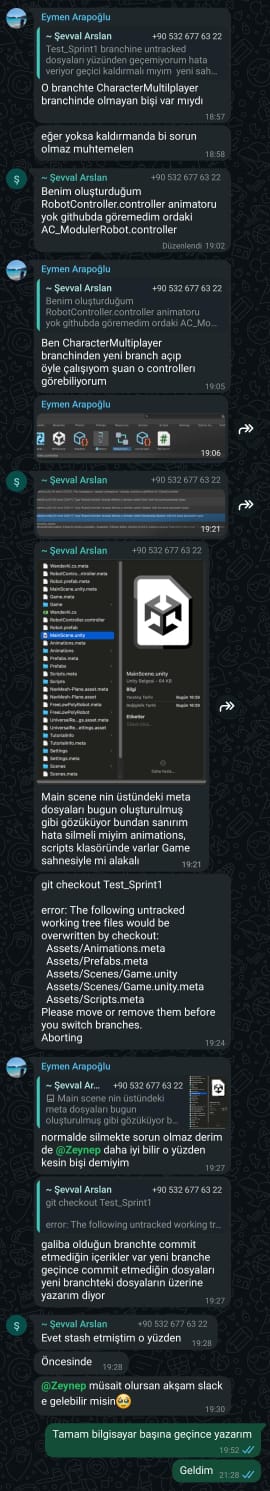 Eymen Arapoğlu
~ Şevval Arslan +90 532 677 63 22
Test_Sprint1 branchine untracked
dosyaları yüzünden geçemiyorum hata
veriyor geçici kaldırmalı mıyım yeni sah...
O branchte CharacterMultilplayer
branchinde olmayan bişi var mıydı
18:57
eğer yoksa kaldırmanda bi sorun
olmaz muhtemelen
18:58
Ş
~ Şevval Arslan +90 532 677 63 22
Benim oluşturduğum
RobotController.controller animatoru
yok githubda göremedim ordaki
AC_ModulerRobot.controller
Düzenlendi 19:02
Eymen Arapoğlu
~ Şevval Arslan +90 532 677 63 22
Benim oluşturduğum
RobotController.controller animatoru
yok githubda göremedim ordaki AC_Mo...
Ben CharacterMultiplayer
branchinden yeni branch açıp
öyle çalışıyom şuan o controllerı
görebiliyorum
19:05
Eymen Arapoğlu
19:06
Ş
~ Şevval Arslan +90 532 677 63 22
19:21
~ Şevval Arslan +90 532 677 63 22
WanderAI.cs.meta
RobotContro...ntroller.meta
Robot.prefab.meta
MainScene.unity.meta
Game.meta
Game
WanderAI.cs
RobotController.controller
Robot.prefab
MainScene.unity
Animations.meta
Animations
Prefabs.meta
Prefabs
Scripts.meta
Scripts
NavMesh-Plane.asset.meta
NavMesh-Plane.asset
FreeLowPolyRobot.meta
FreeLowPolyRobot
UniversalRe...gs.asset.meta
UniversalRe...ettings.asset
TutorialInfo
TutorialInfo.meta
Settings
Settings.meta
Scenes
Scenes.meta
MainScene.unity
Unity Belgesi - 64 KB
Bilgi
Yaratılış Tarihi Bugün 18:59
Değişiklik Tarihi Bugün 18:59
Etiketler
Daha fazla...
Main scene nin üstündeki meta
dosyaları bugun oluşturulmuş
gibi gözüküyor bundan sanırım
hata silmeli miyim animations,
scripts klasöründe varlar Game
sahnesiyle mi alakalı
19:21
git checkout Test_Sprint1
error: The following untracked
working tree files would be
overwritten by checkout:
Assets/Animations.meta
Assets/Prefabs.meta
Assets/Scenes/Game.unity
Assets/Scenes/Game.unity.meta
Assets/Scripts.meta
Please move or remove them before
you switch branches.
Aborting
19:24
Eymen Arapoğlu
~ Şevval Ar... +90 532 677 63 22
Main scene nin üstündeki
meta dosyaları bugun
oluşturulmuş gibi gözüküyor b...
normalde silmekte sorun olmaz derim
de @Zeynep daha iyi bilir o yüzden
kesin bişi demiyim
19:27
~ Şevval Arslan +90 532 677 63 22
git checkout Test_Sprint1
error: The following untracked working tr...
galiba olduğun branchte commit
etmediğin içerikler var yeni branche
geçince commit etmediğin dosyaları
yeni branchteki dosyaların üzerine
yazarım diyor
19:27
Ş
~ Şevval Arslan +90 532 677 63 22
Evet stash etmiştim o yüzden
19:28
Öncesinde
19:28
@Zeynep müsait olursan akşam slack
e gelebilir misin🥹
19:30
Tamam bilgisayar başına geçince yazarım
19:52
Geldim
21:28